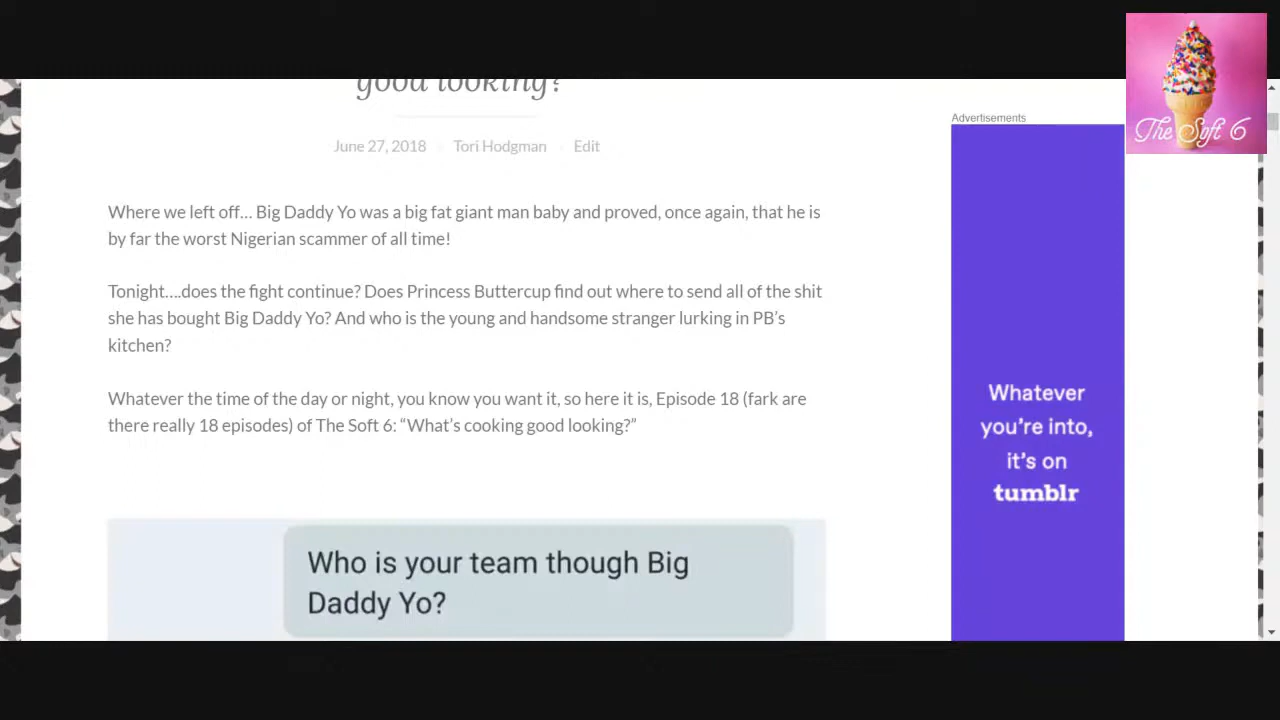 good looking?
The Soft 6
Advertisements
June 27, 2018 Tori Hodgman Edit
Where we left off… Big Daddy Yo was a big fat giant man baby and proved, once again, that he is
by far the worst Nigerian scammer of all time!
Tonight….does the fight continue? Does Princess Buttercup find out where to send all of the shit
she has bought Big Daddy Yo? And who is the young and handsome stranger lurking in PB’s
kitchen?
Whatever the time of the day or night, you know you want it, so here it is, Episode 18 (fark are
there really 18 episodes) of The Soft 6: “What’s cooking good looking?”
Whatever
you’re into,
it’s on
tumblr
Who is your team though Big
Daddy Yo?